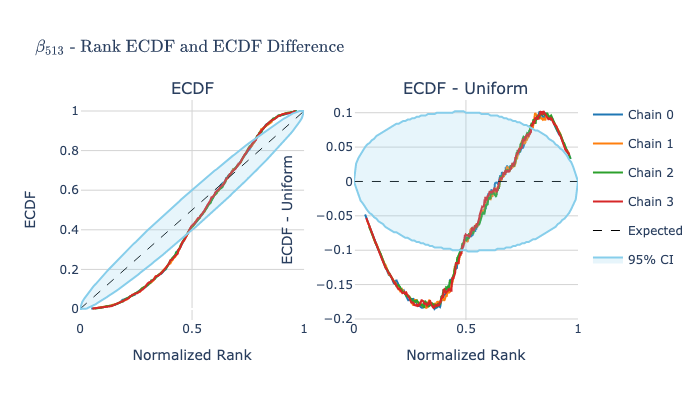 β₅₁₃ - Rank ECDF and ECDF Difference
ECDF
ECDF
1
0.8
0.6
0.4
0.2
0
0
0.5
1
Normalized Rank
ECDF - Uniform
ECDF - Uniform
0.1
0.05
0
−0.05
−0.1
−0.15
−0.2
0
0.5
1
Normalized Rank
Chain 0
Chain 1
Chain 2
Chain 3
Expected
95% CI